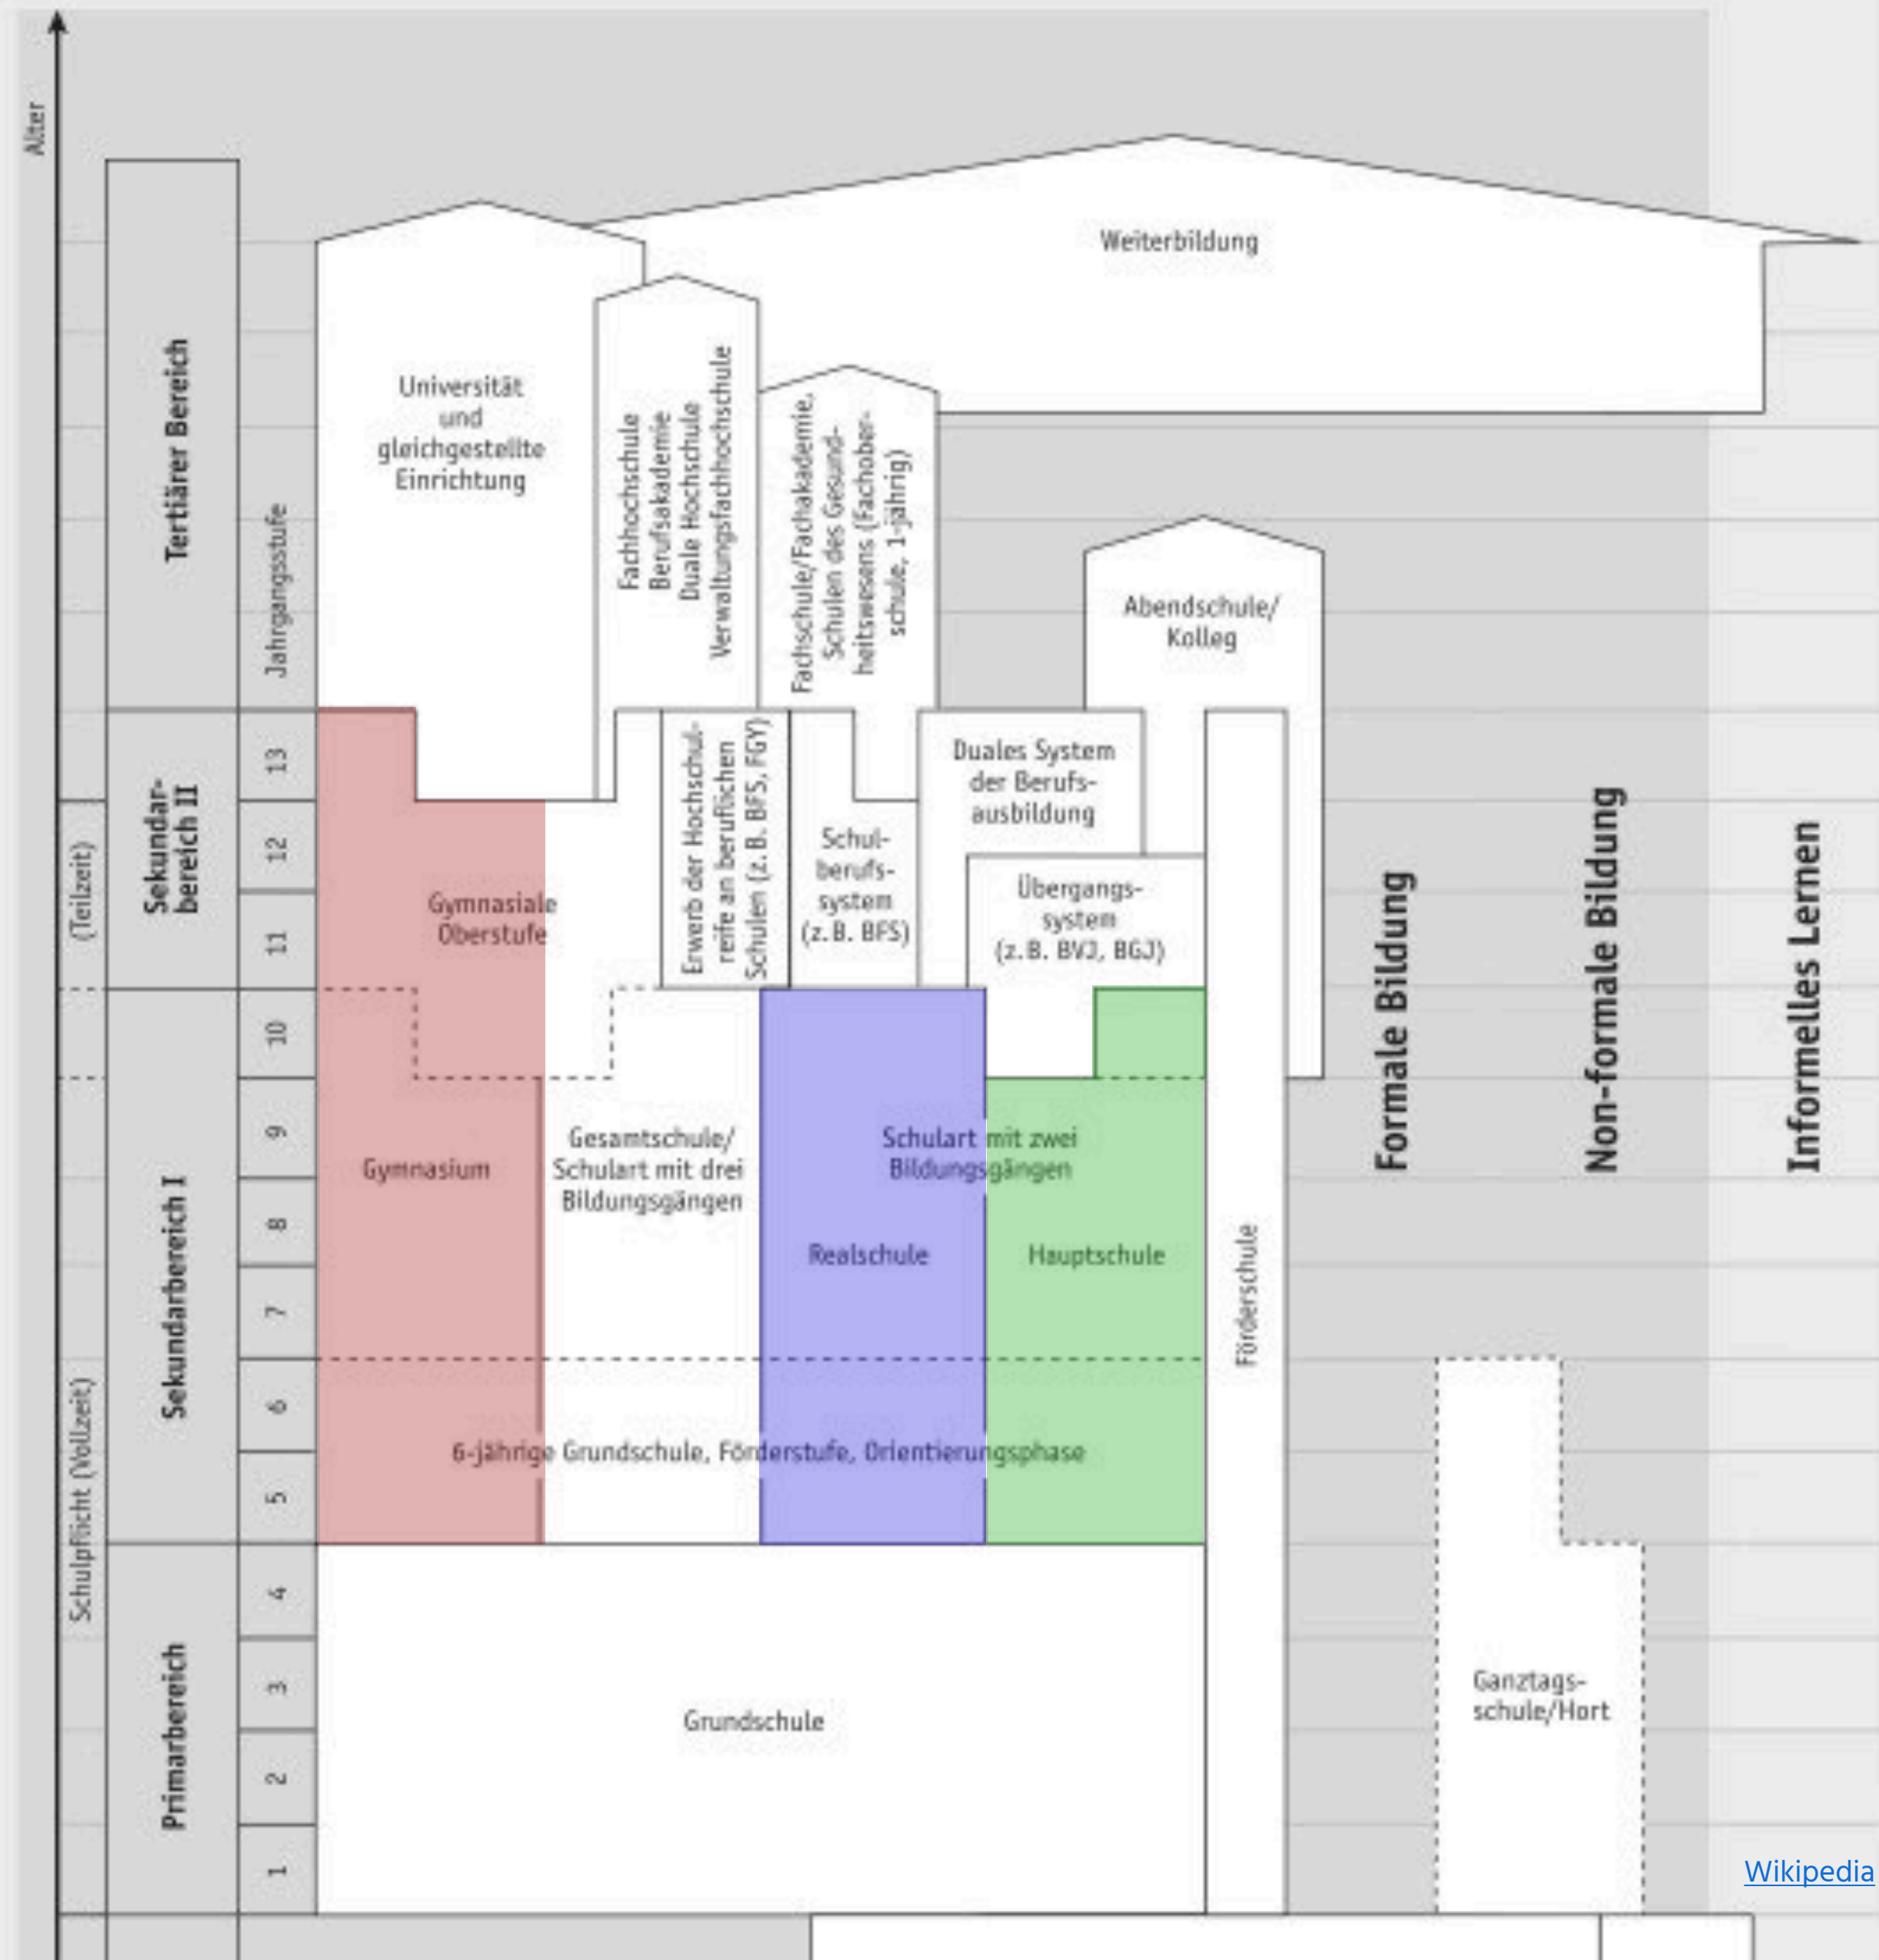 Alter
Weiterbildung
Universität
und
gleichgestellte
Einrichtung
Fachhochschule
Berufsakademie
Duale Hochschule
Verwaltungsfachhochschule
Fachschule/Fachakademie,
Schulen des Gesund-
heitswesens (Fachober-
schule, 1-jährig)
Abendschule/
Kolleg
Tertiärer Bereich
Jahrgangsstufe
Sekundar-
bereich II
(Teilzeit)
13
12
11
Gymnasiale
Oberstufe
Erwerb der Hochschul-
reife an beruflichen
Schulen (z. B. BFS, FGY)
Schul-
berufs-
system
(z. B. BFS)
Duales System
der Berufs-
ausbildung
Übergangs-
system
(z. B. BVJ, BGJ)
Formale Bildung
Non-formale Bildung
Informelles Lernen
Sekundarbereich I
10
9
8
7
6
5
Gymnasium
Gesamtschule/
Schulart mit drei
Bildungsgängen
Schulart mit zwei
Bildungsgängen
Realschule
Hauptschule
Förderschule
6-jährige Grundschule, Förderstufe, Orientierungsphase
Schulpflicht (Vollzeit)
Primarbereich
4
3
2
1
Grundschule
Ganztags-
schule/Hort
Wikipedia